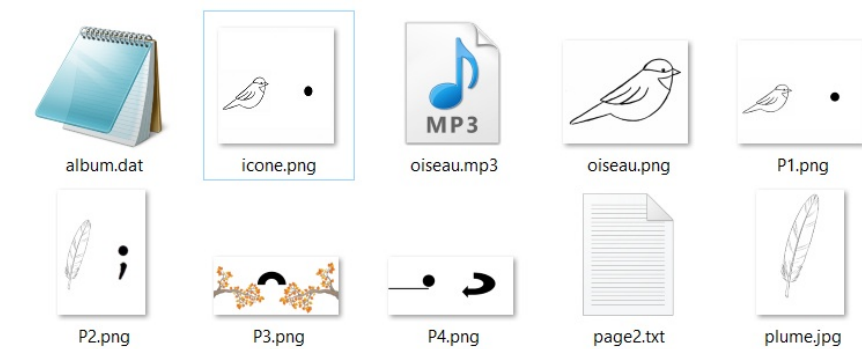 MP3
album.dat
icone.png
oiseau.mp3
oiseau.png
P1.png
P2.png
P3.png
P4.png
page2.txt
plume.jpg